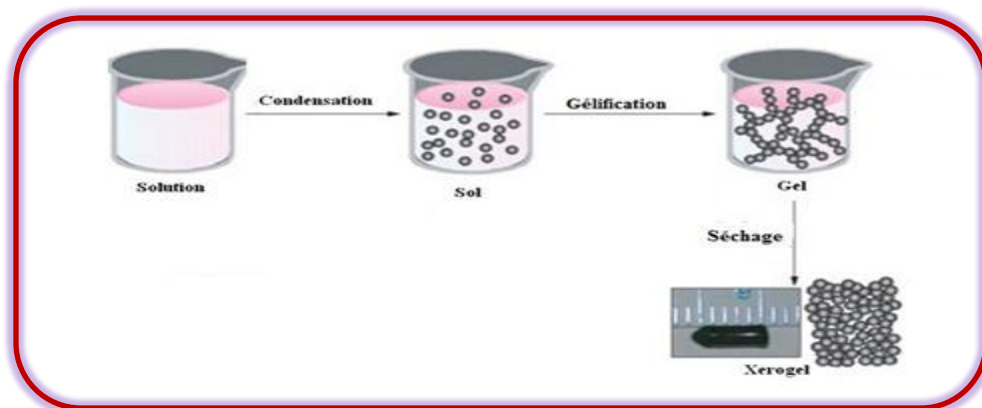 Condensation
Gélification
Solution
Sol
Gel
Séchage
Xerogel